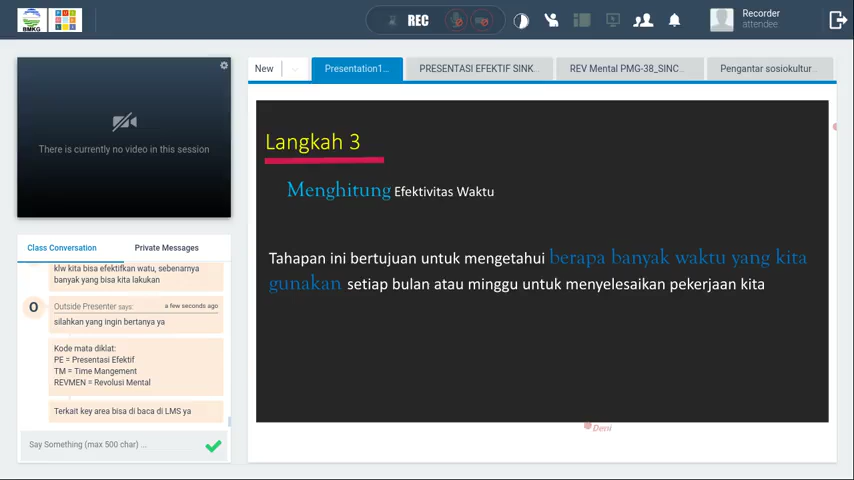 BMKG
REC
Recorder
attendee
There is currently no video in this session
New
Presentation1...
PRESENTASI EFEKTIF SINK...
REV Mental PMG-38_SINC...
Pengantar sosiokultur...
Langkah 3
Menghitung Efektivitas Waktu
Tahapan ini bertujuan untuk mengetahui berapa banyak waktu yang kita
gunakan setiap bulan atau minggu untuk menyelesaikan pekerjaan kita
Deni
Class Conversation
Private Messages
klw kita bisa efektifkan watu, sebenarnya
banyak yang bisa kita lakukan
O
Outside Presenter says:
a few seconds ago
silahkan yang ingin bertanya ya
Kode mata diklat:
PE = Presentasi Efektif
TM = Time Mangement
REVMEN = Revolusi Mental
Terkait key area bisa di baca di LMS ya
Say Something (max 500 char) ...